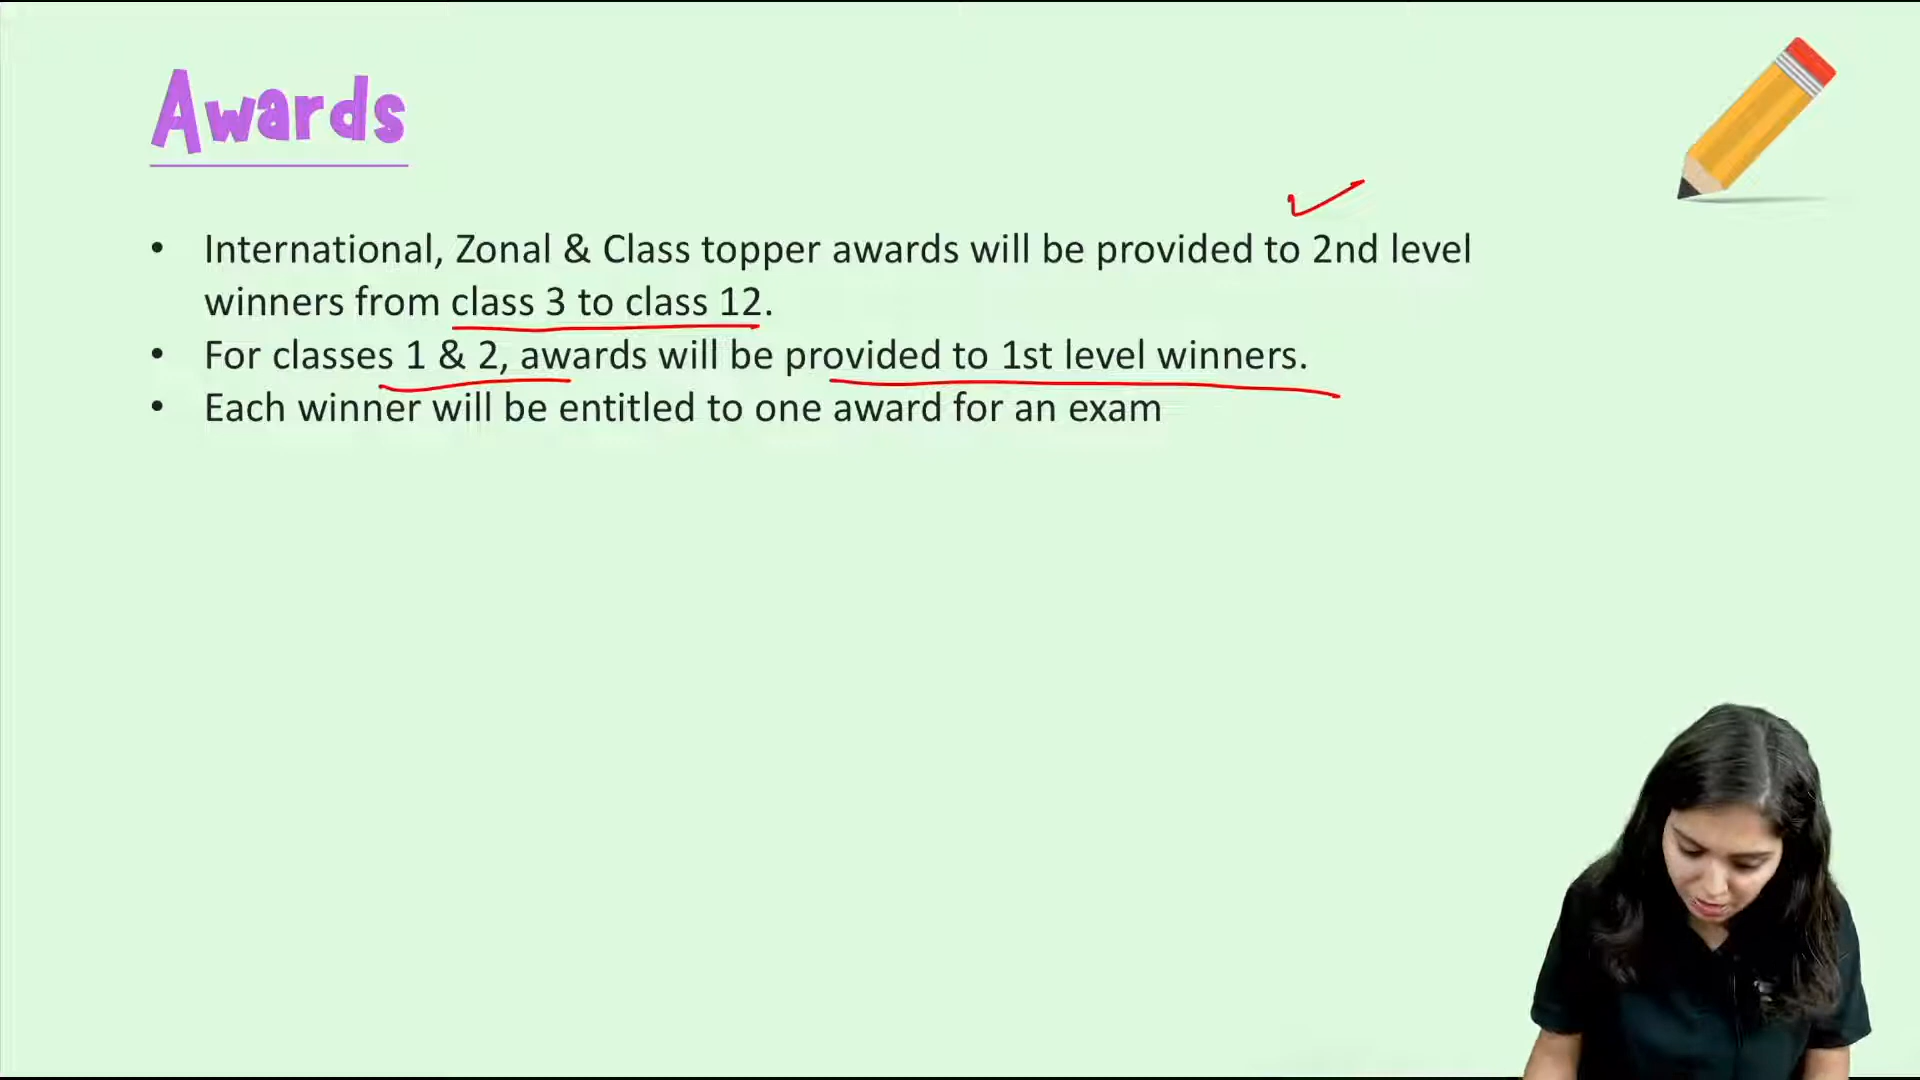 Awards
• International, Zonal & Class topper awards will be provided to 2nd level
winners from class 3 to class 12.
• For classes 1 & 2, awards will be provided to 1st level winners.
• Each winner will be entitled to one award for an exam